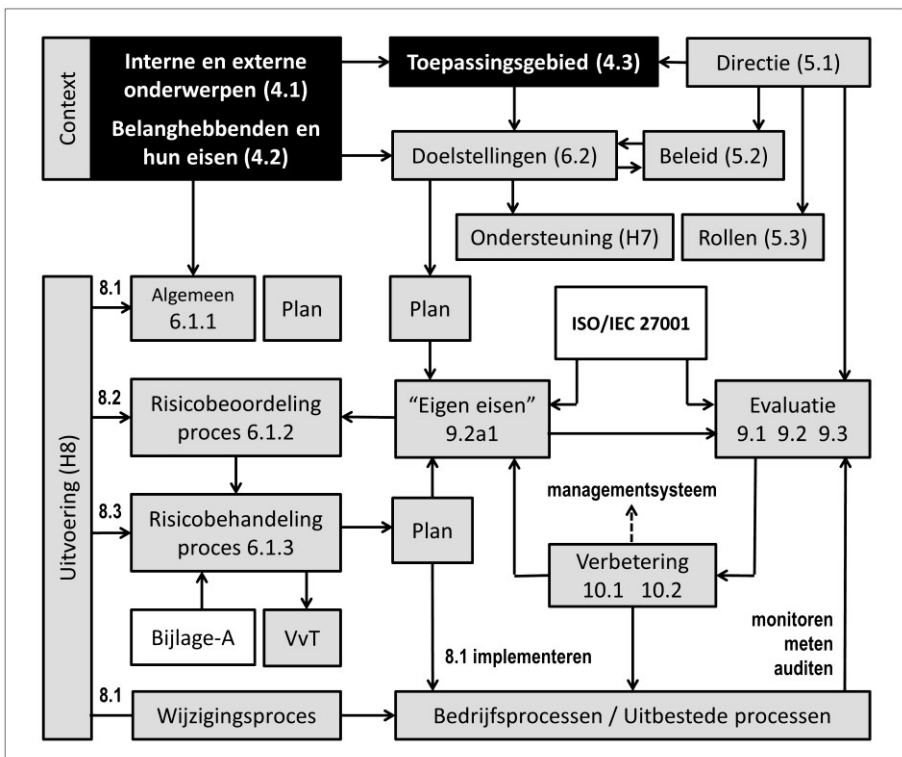 Context
Interne en externe
onderwerpen (4.1)
Belanghebbenden en
hun eisen (4.2)
Toepassingsgebied (4.3)
Directie (5.1)
Doelstellingen (6.2)
Beleid (5.2)
Ondersteuning (H7)
Rollen (5.3)
Uitvoering (H8)
8.1
Algemeen
6.1.1
Plan
Plan
ISO/IEC 27001
8.2
Risicobeoordeling
proces 6.1.2
“Eigen eisen”
9.2a1
Evaluatie
9.1 9.2 9.3
8.3
Risicobehandeling
proces 6.1.3
Plan
managementsysteem
Verbetering
10.1 10.2
Bijlage-A
VvT
8.1 implementeren
monitoren
meten
auditen
8.1
Wijzigingsproces
Bedrijfsprocessen / Uitbestede processen